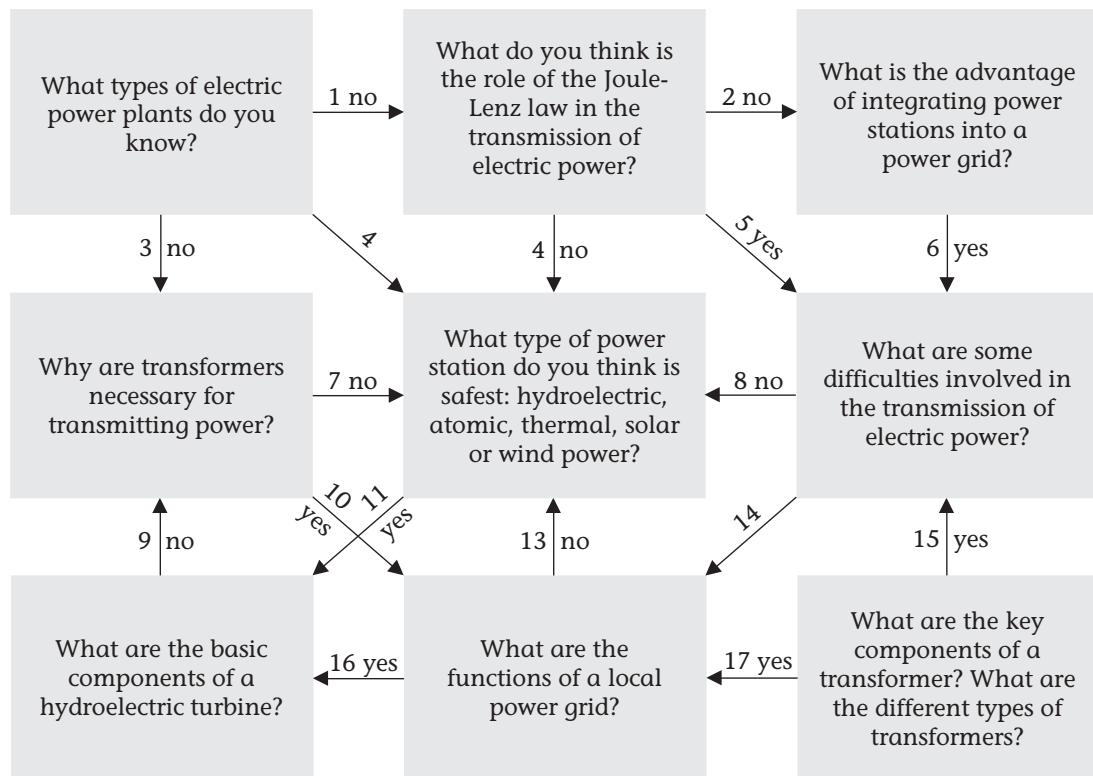 What types of electric
power plants do you
know?
1 no
What do you think is
the role of the Joule-
Lenz law in the
transmission of
electric power?
2 no
What is the advantage
of integrating power
stations into a
power grid?
3 no
4
4 no
5 yes
6 yes
Why are transformers
necessary for
transmitting power?
7 no
What type of power
station do you think is
safest: hydroelectric,
atomic, thermal, solar
or wind power?
8 no
What are some
difficulties involved in
the transmission of
electric power?
9 no
10
yes
11
yes
13 no
14
15 yes
What are the basic
components of a
hydroelectric turbine?
16 yes
What are the
functions of a local
power grid?
17 yes
What are the key
components of a
transformer? What are
the different types of
transformers?